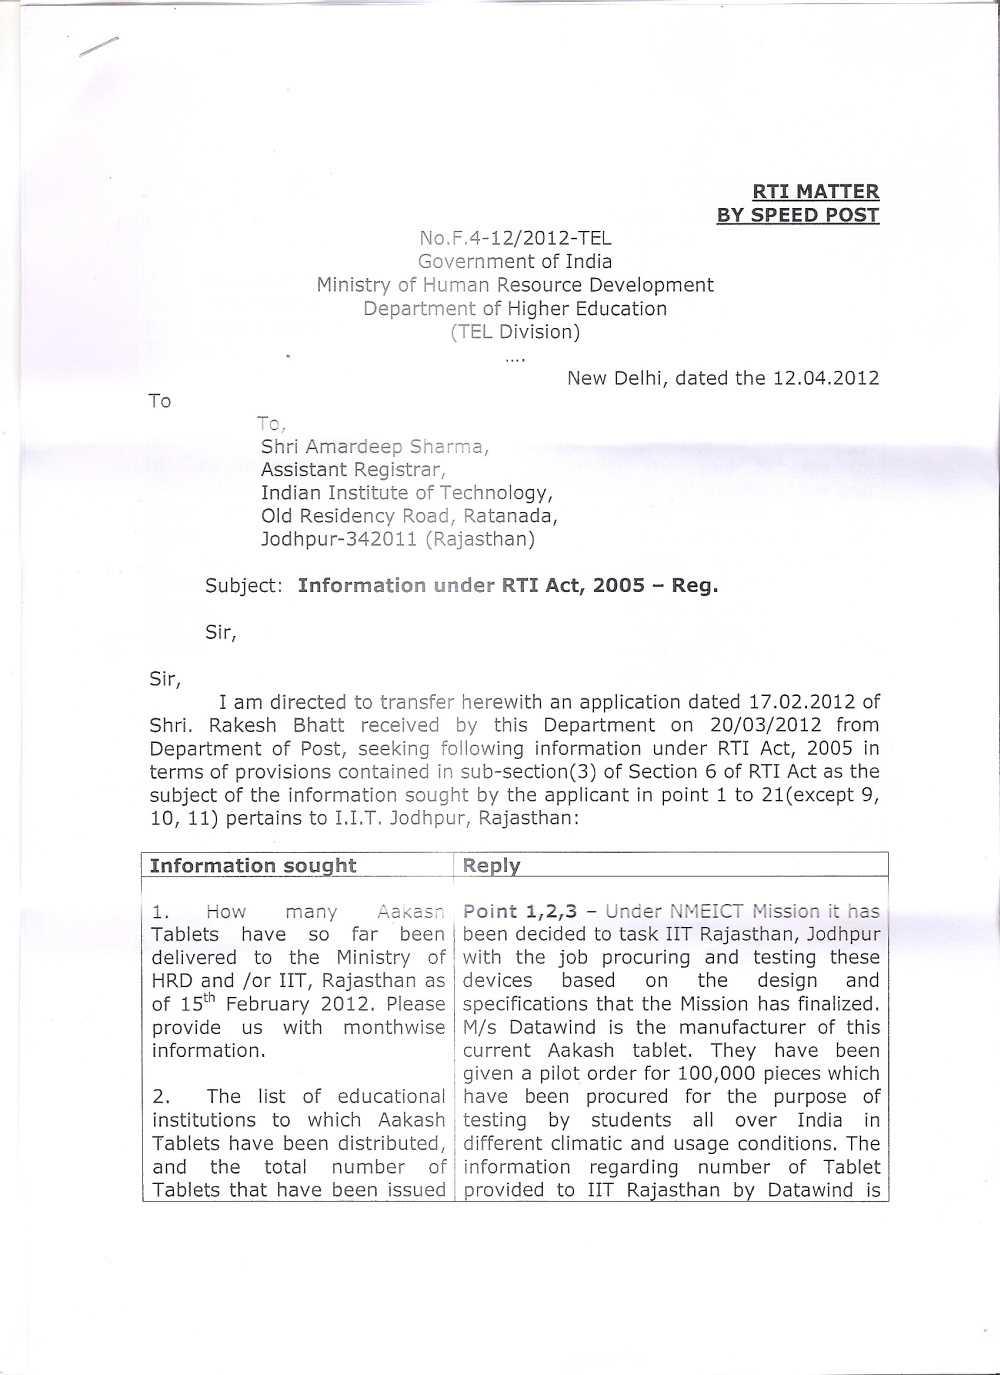 RTI MATTER
BY SPEED POST
No.F.4-12/2012-TEL
Government of India
Ministry of Human Resource Development
Department of Higher Education
(TEL Division)
....
New Delhi, dated the 12.04.2012
To
To,
Shri Amardeep Sharma,
Assistant Registrar,
Indian Institute of Technology,
Old Residency Road, Ratanada,
Jodhpur-342011 (Rajasthan)
Subject: Information under RTI Act, 2005 – Reg.
Sir,
Sir,
I am directed to transfer herewith an application dated 17.02.2012 of
Shri. Rakesh Bhatt received by this Department on 20/03/2012 from
Department of Post, seeking following information under RTI Act, 2005 in
terms of provisions contained in sub-section(3) of Section 6 of RTI Act as the
subject of the information sought by the applicant in point 1 to 21(except 9,
10, 11) pertains to I.I.T. Jodhpur, Rajasthan:
Information sought
1. How many Aakash
Tablets have so far been
delivered to the Ministry of
HRD and /or IIT, Rajasthan as
of 15th February 2012. Please
provide us with monthwise
information.
2. The list of educational
institutions to which Aakash
Tablets have been distributed,
and the total number of
Tablets that have been issued
Reply
Point 1,2,3 – Under NMEICT Mission it has
been decided to task IIT Rajasthan, Jodhpur
with the job procuring and testing these
devices based on the design and
specifications that the Mission has finalized.
M/s Datawind is the manufacturer of this
current Aakash tablet. They have been
given a pilot order for 100,000 pieces which
have been procured for the purpose of
testing by students all over India in
different climatic and usage conditions. The
information regarding number of Tablet
provided to IIT Rajasthan by Datawind is